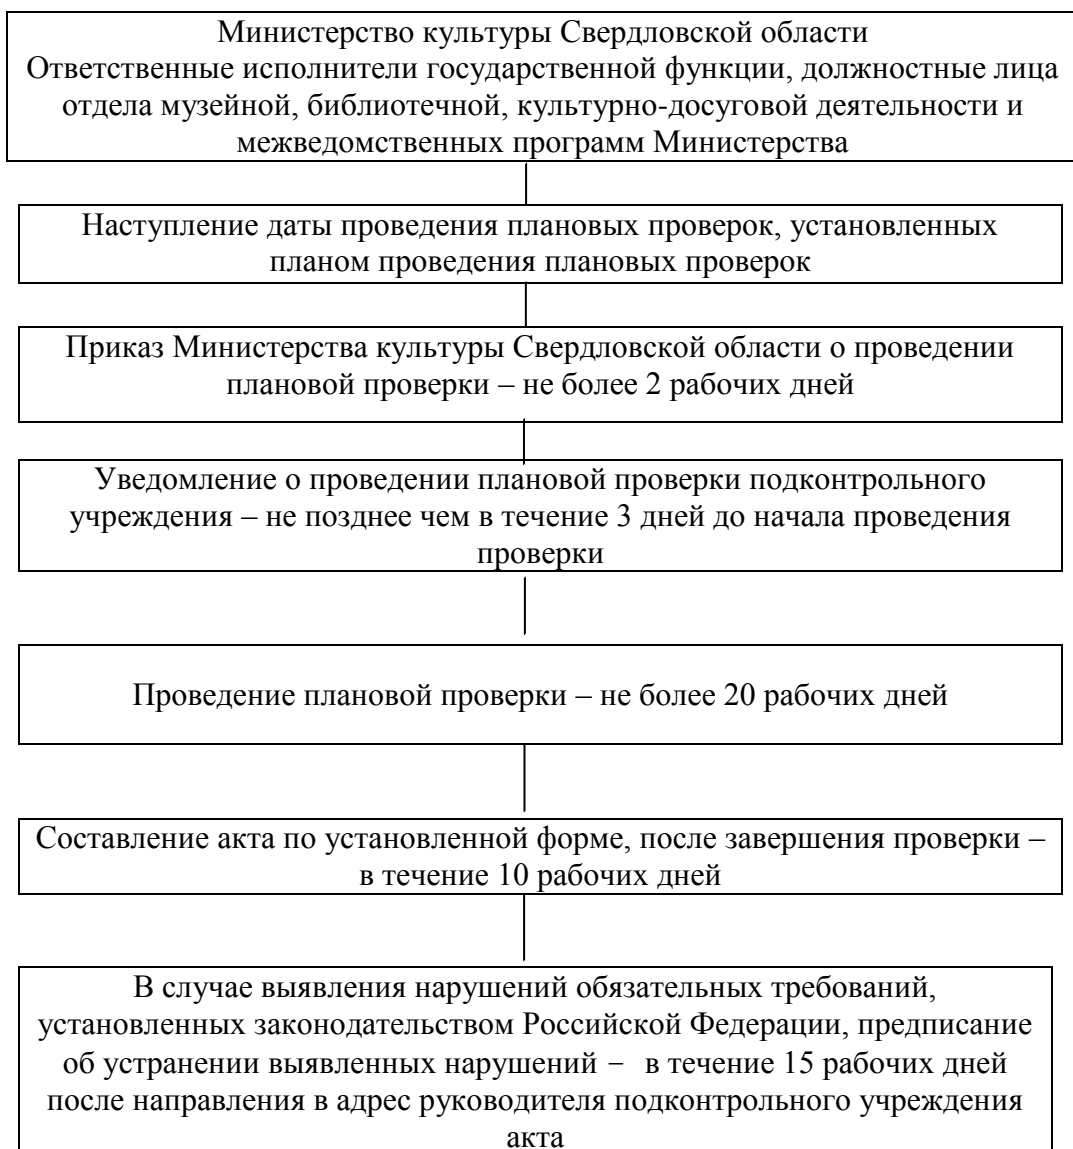 Министерство культуры Свердловской области
Ответственные исполнители государственной функции, должностные лица
отдела музейной, библиотечной, культурно-досуговой деятельности и
межведомственных программ Министерства
Наступление даты проведения плановых проверок, установленных
планом проведения плановых проверок
Приказ Министерства культуры Свердловской области о проведении
плановой проверки – не более 2 рабочих дней
Уведомление о проведении плановой проверки подконтрольного
учреждения – не позднее чем в течение 3 дней до начала проведения
проверки
Проведение плановой проверки – не более 20 рабочих дней
Составление акта по установленной форме, после завершения проверки –
в течение 10 рабочих дней
В случае выявления нарушений обязательных требований,
установленных законодательством Российской Федерации, предписание
об устранении выявленных нарушений – в течение 15 рабочих дней
после направления в адрес руководителя подконтрольного учреждения
акта